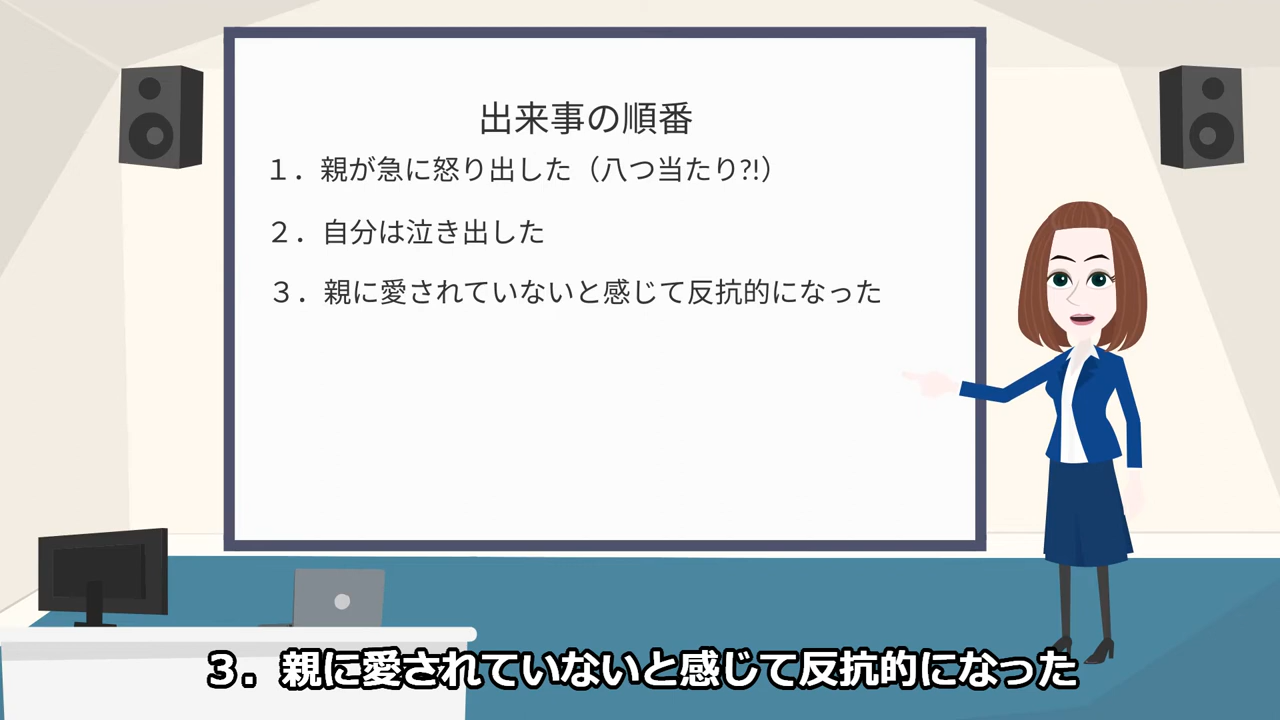 出来事の順番
１．親が急に怒り出した（八つ当たり?!）
２．自分は泣き出した
３．親に愛されていないと感じて反抗的になった
３．親に愛されていないと感じて反抗的になった